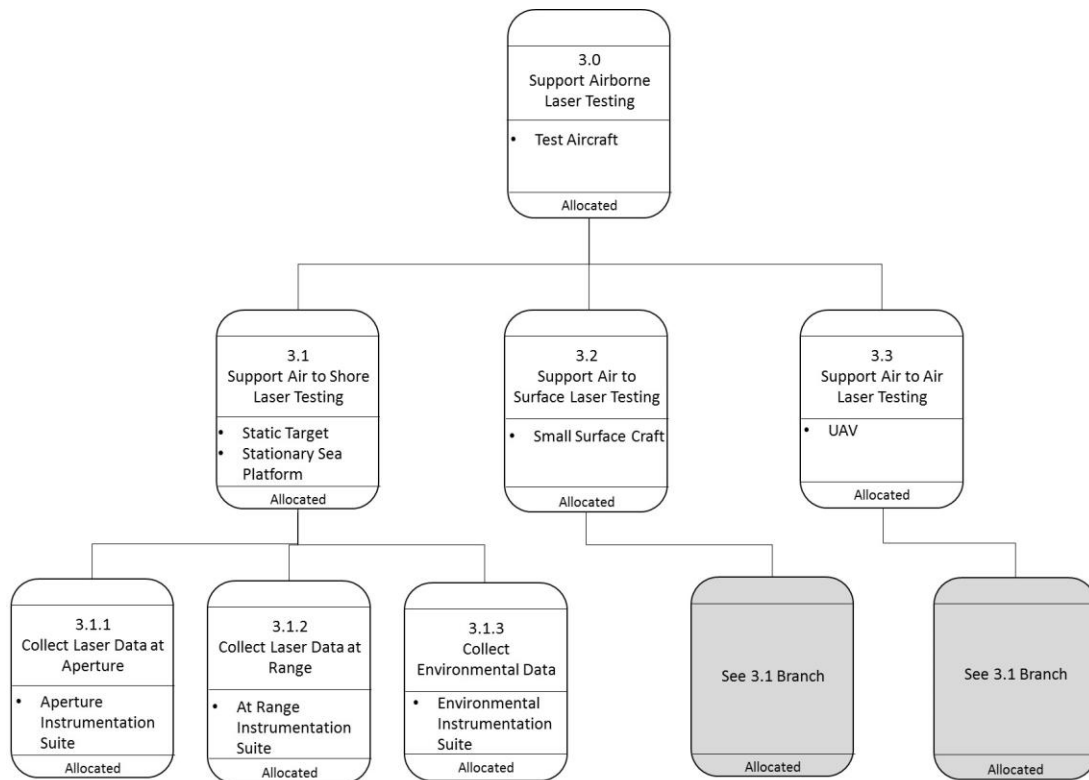 3.0
Support Airborne
Laser Testing
• Test Aircraft
Allocated
3.1
Support Air to Shore
Laser Testing
• Static Target
• Stationary Sea
Platform
Allocated
3.2
Support Air to
Surface Laser Testing
• Small Surface Craft
Allocated
3.3
Support Air to Air
Laser Testing
• UAV
Allocated
3.1.1
Collect Laser Data at
Aperture
• Aperture
Instrumentation
Suite
Allocated
3.1.2
Collect Laser Data at
Range
• At Range
Instrumentation
Suite
Allocated
3.1.3
Collect
Environmental Data
• Environmental
Instrumentation
Suite
Allocated
See 3.1 Branch
Allocated
See 3.1 Branch
Allocated